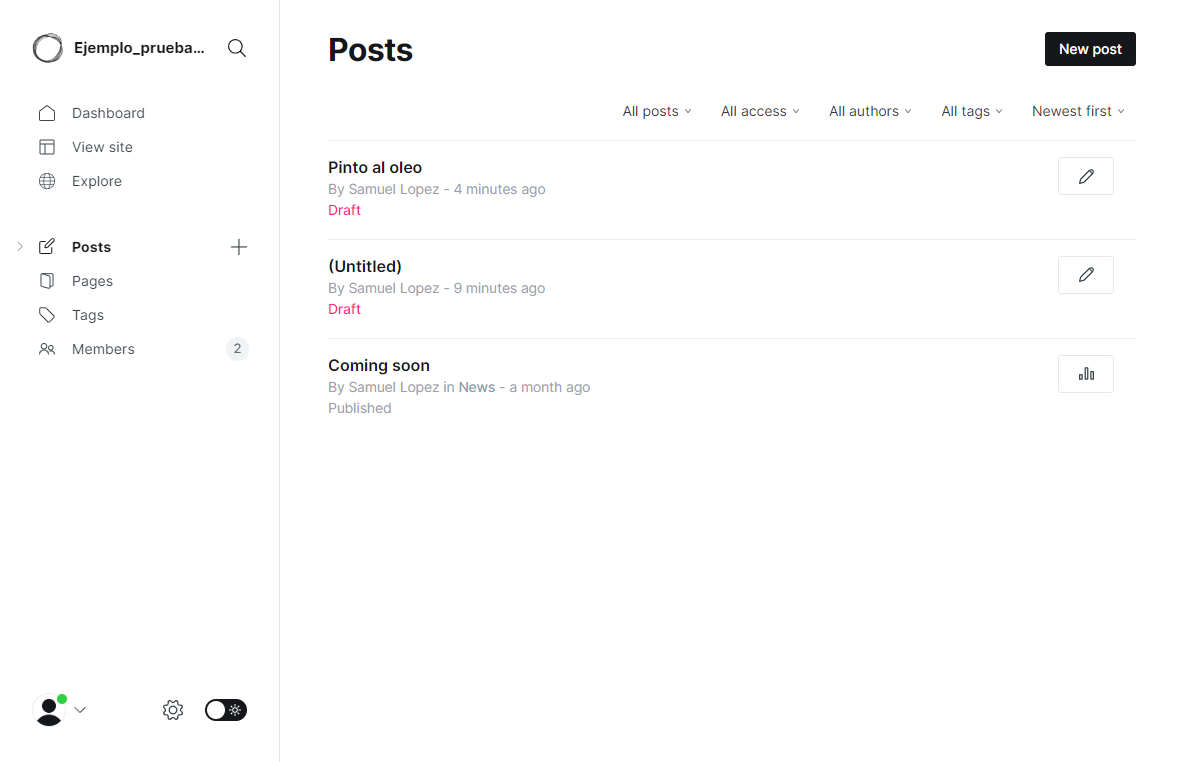 Ejemplo_prueba...
Dashboard
View site
Explore
Posts
Pages
Tags
Members 2
Posts
New post
All posts All access All authors All tags Newest first
Pinto al oleo
By Samuel Lopez - 4 minutes ago
Draft
(Untitled)
By Samuel Lopez - 9 minutes ago
Draft
Coming soon
By Samuel Lopez in News - a month ago
Published